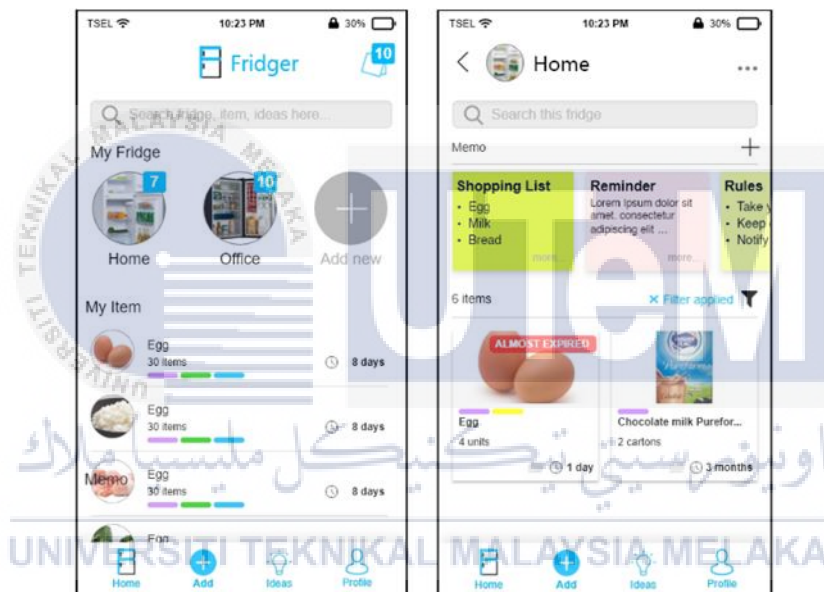 TSEL 10:23 PM 30%
Fridger 10
Search fridge, item, ideas here...
My Fridge
7 10
Home Office Add new
My Item
Egg
30 items 8 days
Egg
30 items 8 days
Memo
Egg
30 items 8 days
Egg
Home Add Ideas Profile
TSEL 10:23 PM 30%
Home ...
Search this fridge
Memo
Shopping List
• Egg
• Milk
• Bread
more...
Reminder
Lorem ipsum dolor sit
amet, consectetur
adipiscing elit ...
more...
Rules
• Take
• Keep
• Notify
6 items × Filter applied
ALMOST EXPIRED
Egg
4 units
1 day
Chocolate milk Purefor...
2 cartons
3 months
Home Add Ideas Profile
UTeM
اونيورسيتي تيكنيكل مليسيا ملاك
UNIVERSITI TEKNIKAL MALAYSIA MELAKA